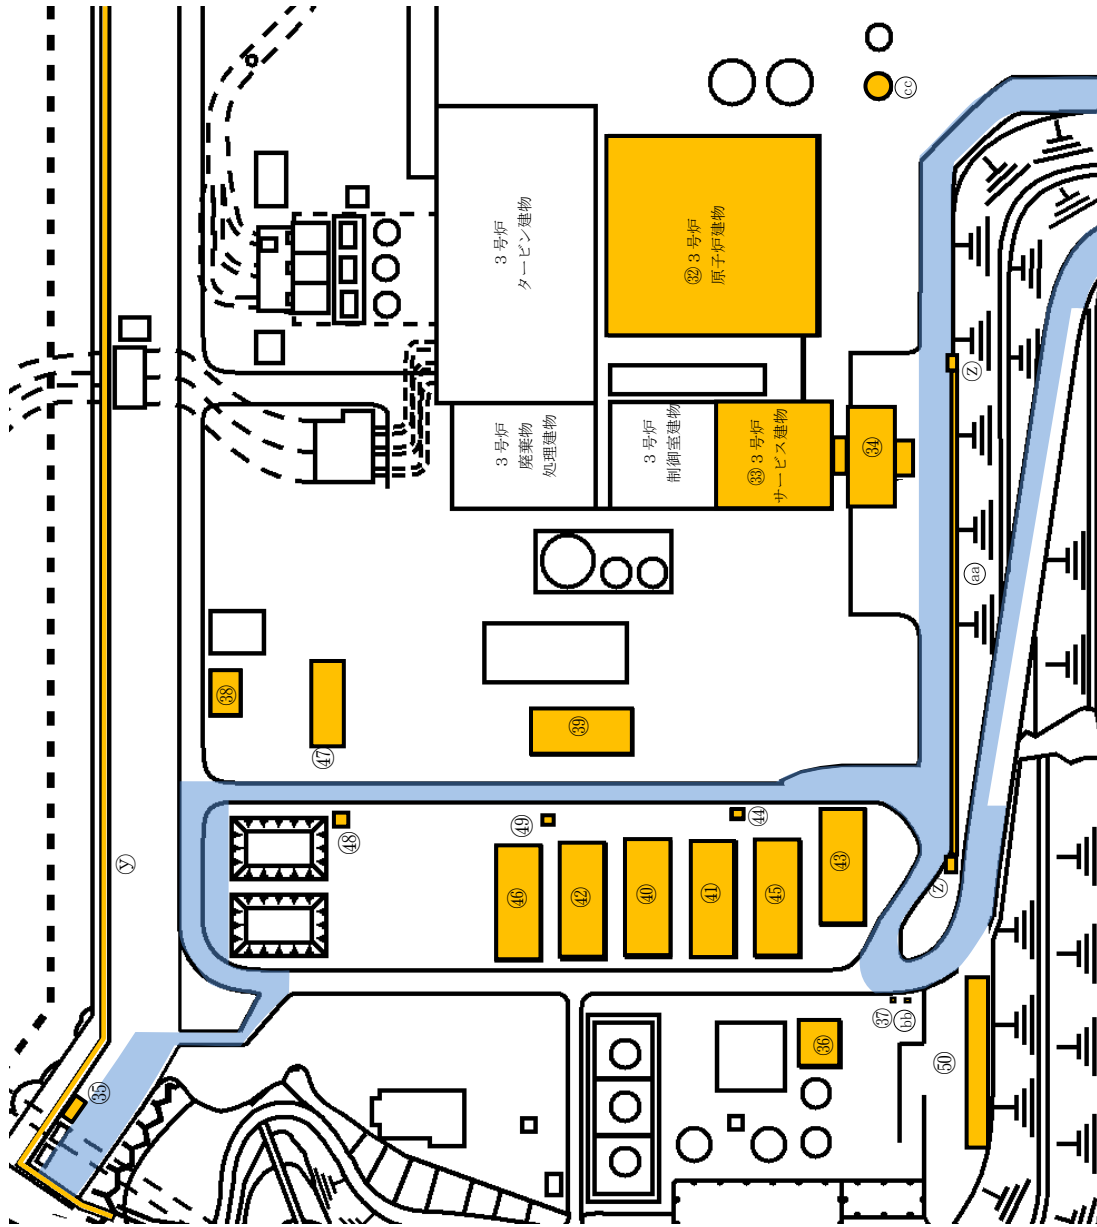 cc
３号炉
タービン建物
㉜３号炉
原子炉建物
z
３号炉
廃棄物
処理建物
３号炉
制御室建物
㉝３号炉
サービス建物
㉞
aa
㊳
㊴
㊼
㊽
㊾
㊹
y
㊻
㊷
㊵
㊶
㊺
㊸
z
㊲
bb
㊱
㊿
㉟